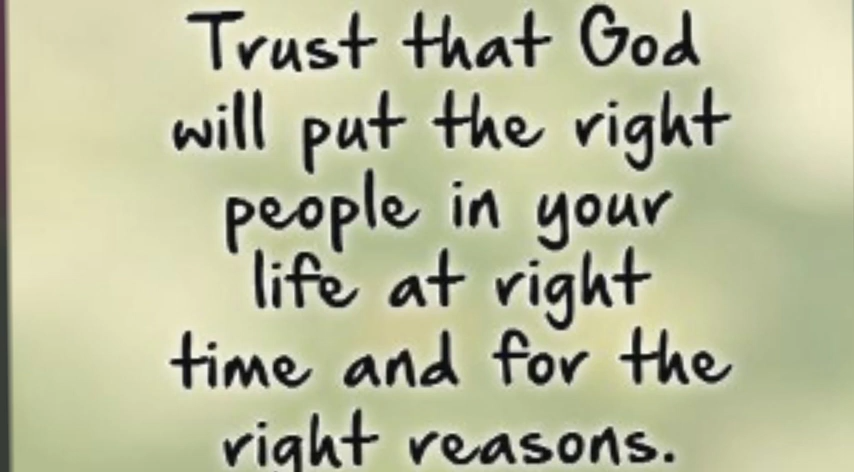 Trust that God
will put the right
people in your
life at right
time and for the
right reasons.